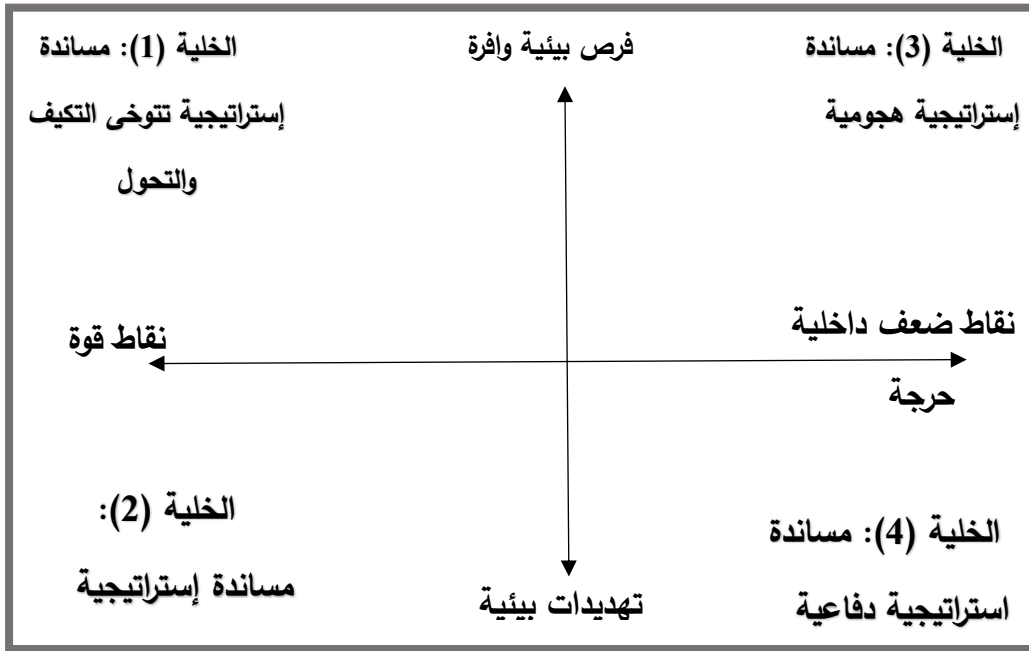 الخلية (3): مساندة
إستراتيجية هجومية
فرص بيئية وافرة
الخلية (1): مساندة
إستراتيجية تتوخى التكيف
والتحول
نقاط ضعف داخلية
حرجة
نقاط قوة
الخلية (4): مساندة
استراتيجية دفاعية
تهديدات بيئية
الخلية (2):
مساندة إستراتيجية